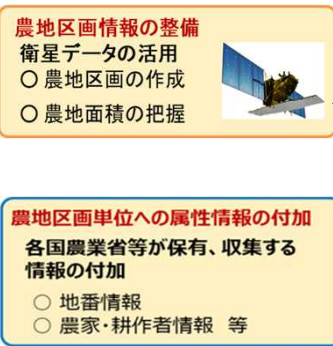 農地区画情報の整備
衛星データの活用
〇 農地区画の作成
〇 農地面積の把握
農地区画単位への属性情報の付加
各国農業省等が保有、収集する
情報の付加
○ 地番情報
○ 農家・耕作者情報 等